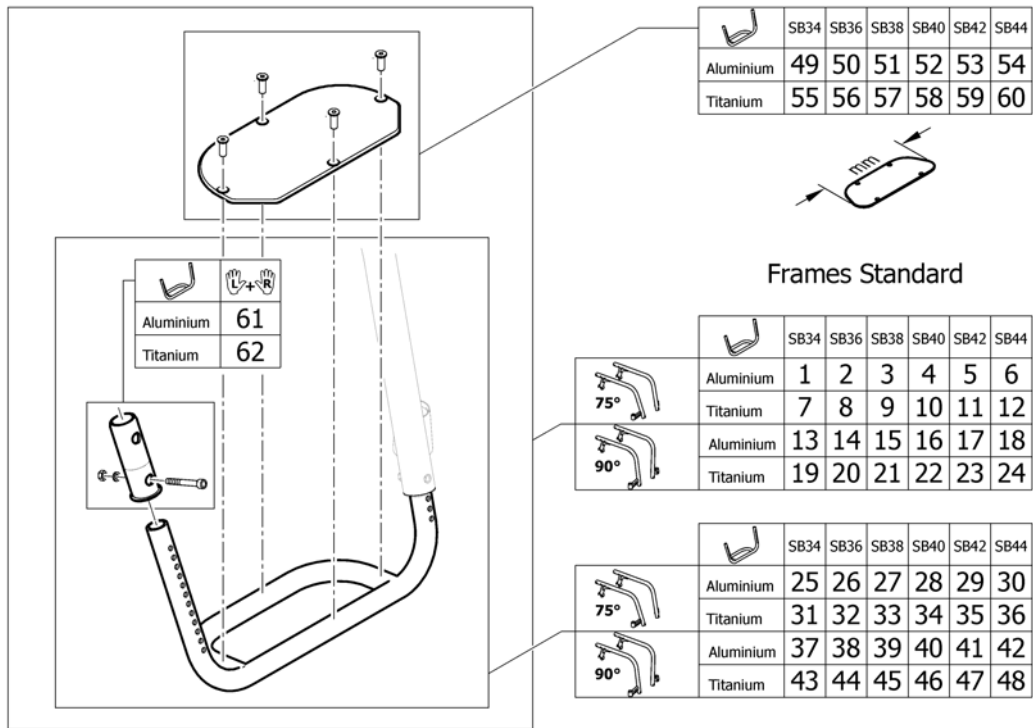 SB34 SB36 SB38 SB40 SB42 SB44
Aluminium 49 50 51 52 53 54
Titanium 55 56 57 58 59 60
mm
L + R
Aluminium 61
Titanium 62
Frames Standard
SB34 SB36 SB38 SB40 SB42 SB44
75° Aluminium 1 2 3 4 5 6
Titanium 7 8 9 10 11 12
90° Aluminium 13 14 15 16 17 18
Titanium 19 20 21 22 23 24
SB34 SB36 SB38 SB40 SB42 SB44
75° Aluminium 25 26 27 28 29 30
Titanium 31 32 33 34 35 36
90° Aluminium 37 38 39 40 41 42
Titanium 43 44 45 46 47 48